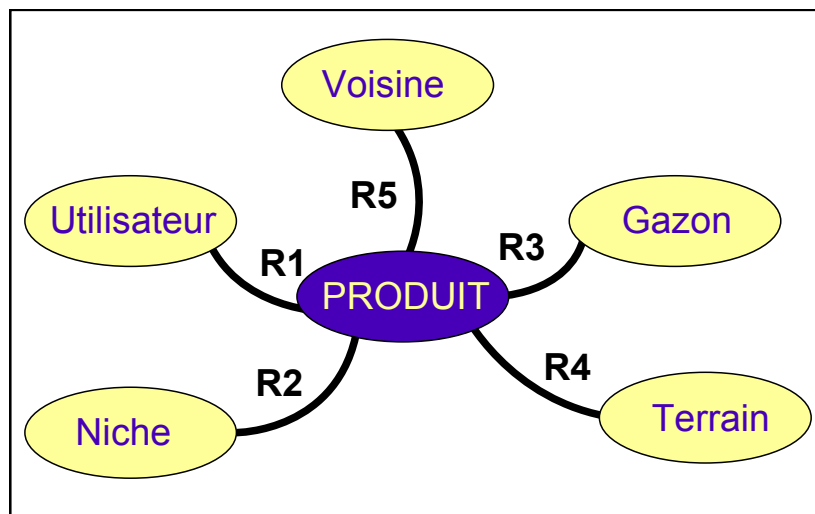 Voisine
R5
Utilisateur
Gazon
R1
R3
PRODUIT
R2
R4
Niche
Terrain